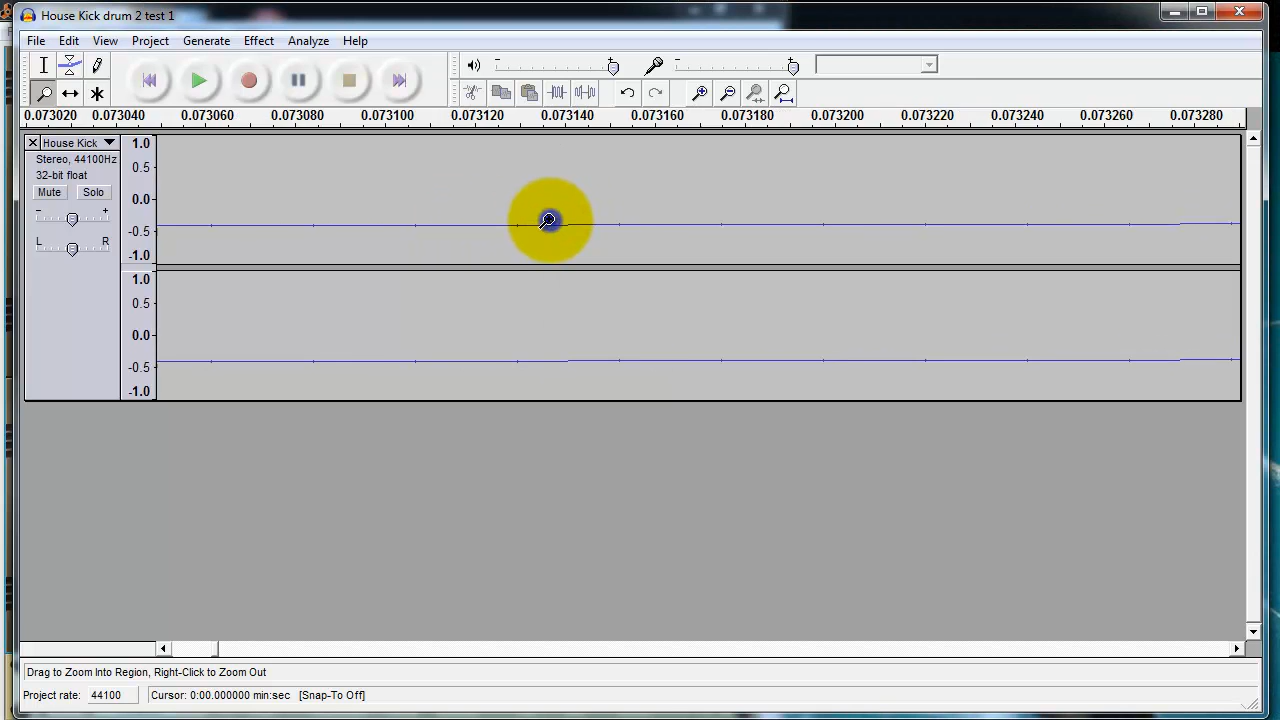 House Kick drum 2 test 1
File Edit View Project Generate Effect Analyze Help
0.073020 0.073040 0.073060 0.073080 0.073100 0.073120 0.073140 0.073160 0.073180 0.073200 0.073220 0.073240 0.073260 0.073280
House Kick
Stereo, 44100Hz
32-bit float
Mute Solo
- +
L R
1.0
0.5
0.0
-0.5
-1.0
1.0
0.5
0.0
-0.5
-1.0
Drag to Zoom Into Region, Right-Click to Zoom Out
Project rate: 44100 Cursor: 0:00.000000 min:sec [Snap-To Off]